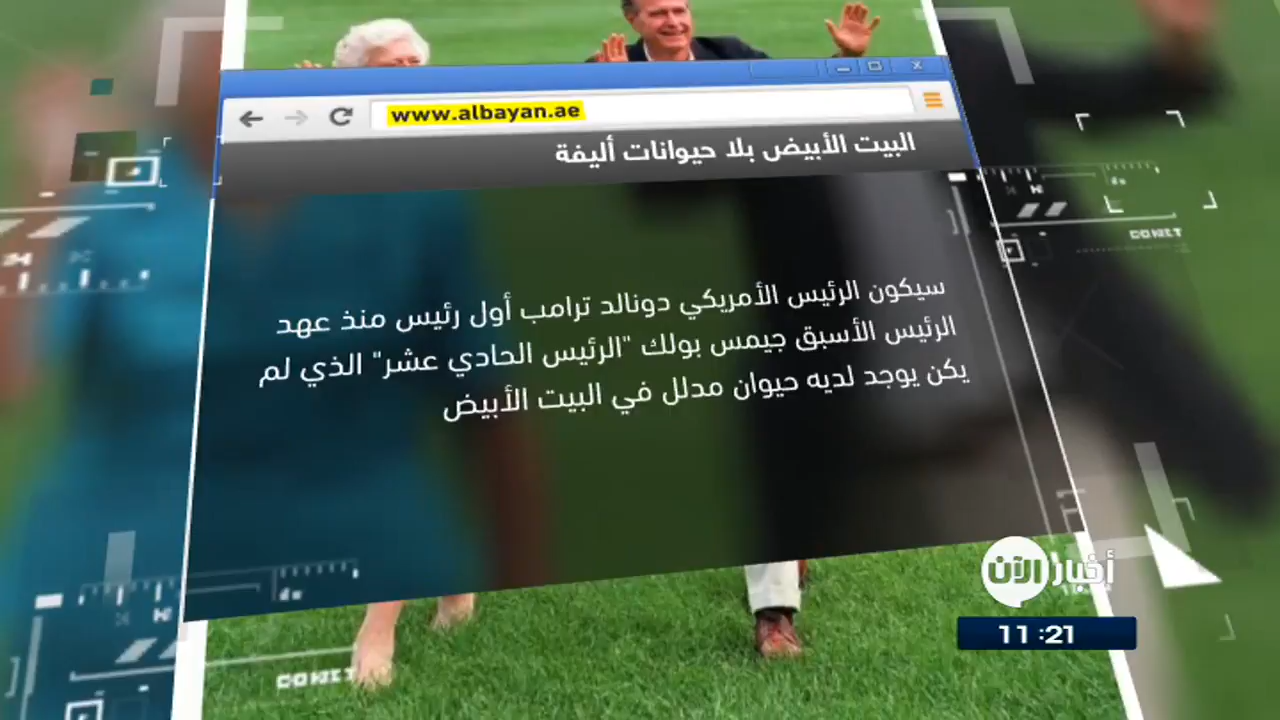 www.albayan.ae
البيت الأبيض بلا حيوانات أليفة
سيكون الرئيس الأمريكي دونالد ترامب أول رئيس منذ عهد
الرئيس الأسبق جيمس بولك "الرئيس الحادي عشر" الذي لم
يكن يوجد لديه حيوان مدلل في البيت الأبيض
أخبار الآن
11:21